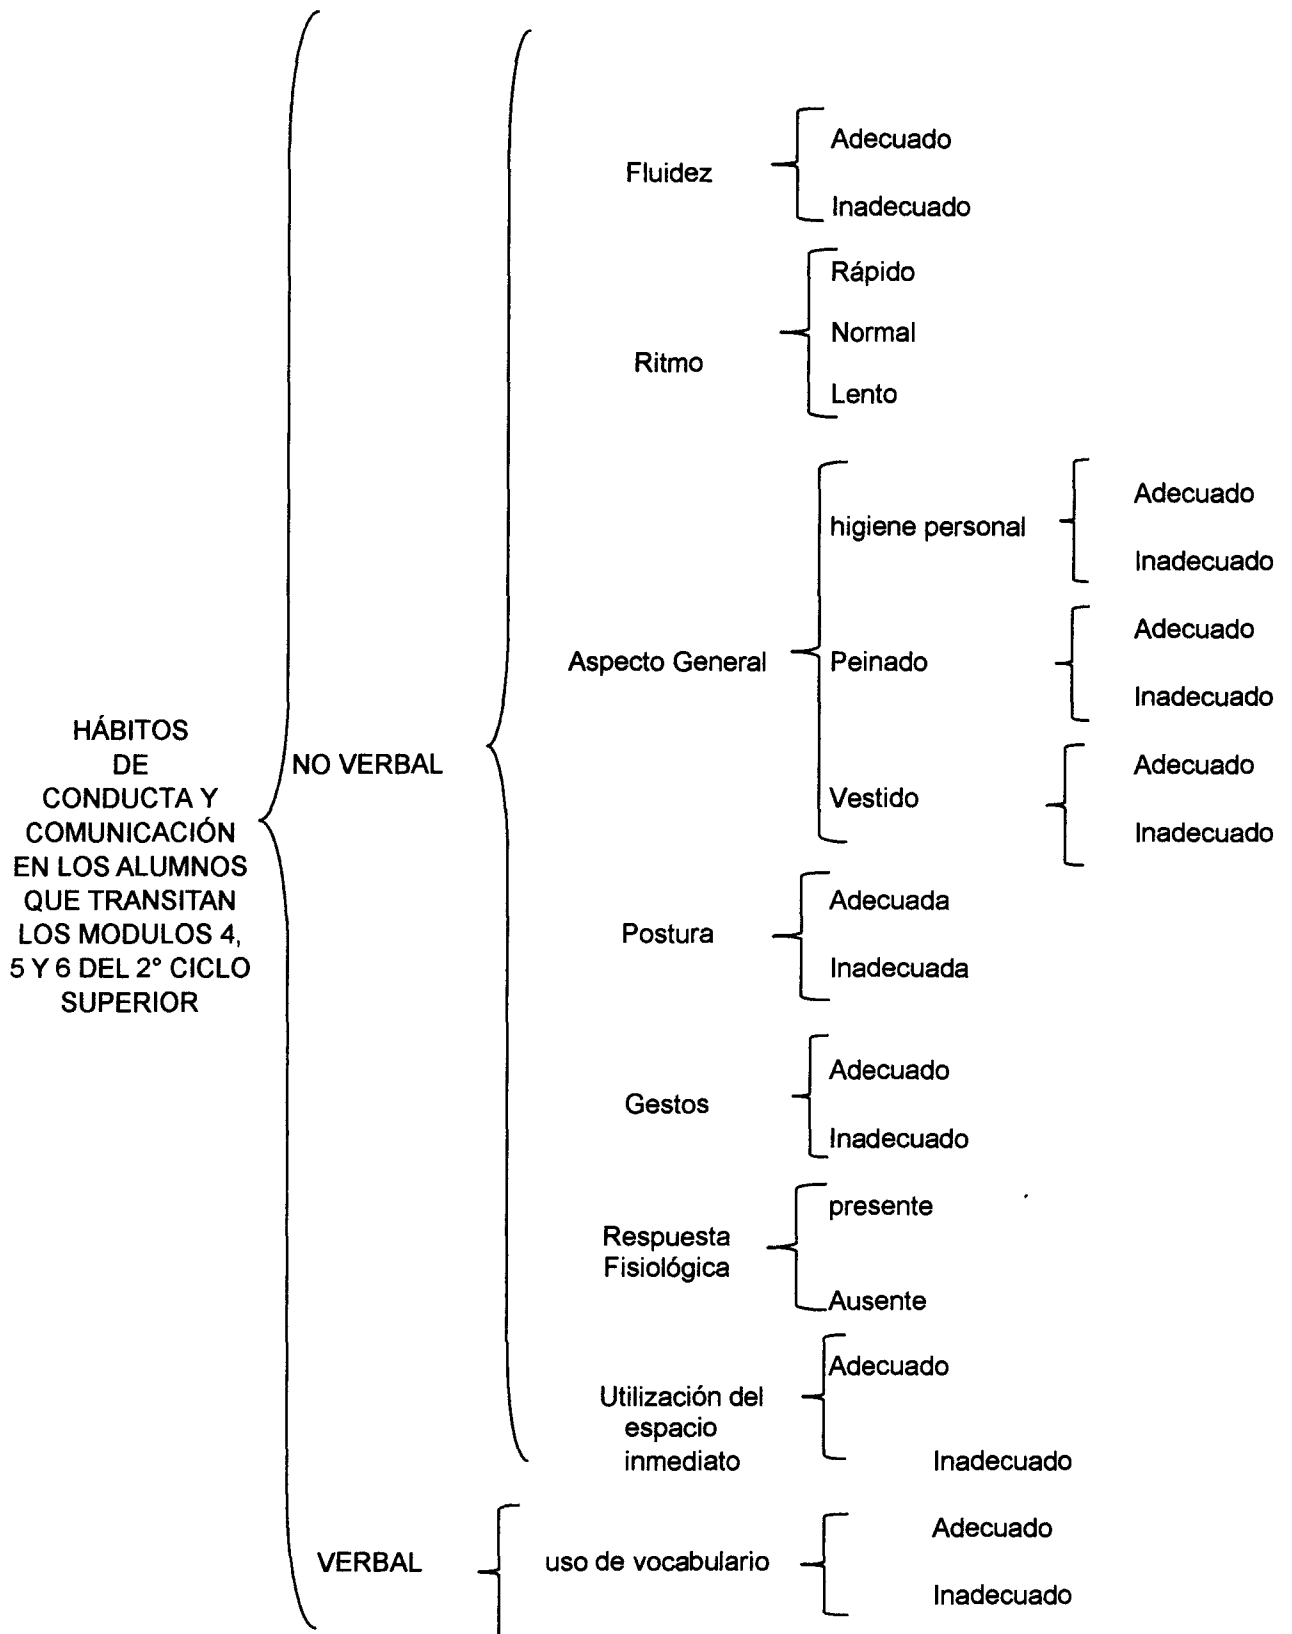 HÁBITOS
DE
CONDUCTA Y
COMUNICACIÓN
EN LOS ALUMNOS
QUE TRANSITAN
LOS MODULOS 4,
5 Y 6 DEL 2° CICLO
SUPERIOR
NO VERBAL
Fluidez
Adecuado
Inadecuado
Ritmo
Rápido
Normal
Lento
Aspecto General
higiene personal
Adecuado
Inadecuado
Peinado
Adecuado
Inadecuado
Vestido
Adecuado
Inadecuado
Postura
Adecuada
Inadecuada
Gestos
Adecuado
Inadecuado
Respuesta
Fisiológica
presente
Ausente
Utilización del
espacio
inmediato
Adecuado
Inadecuado
VERBAL
uso de vocabulario
Adecuado
Inadecuado